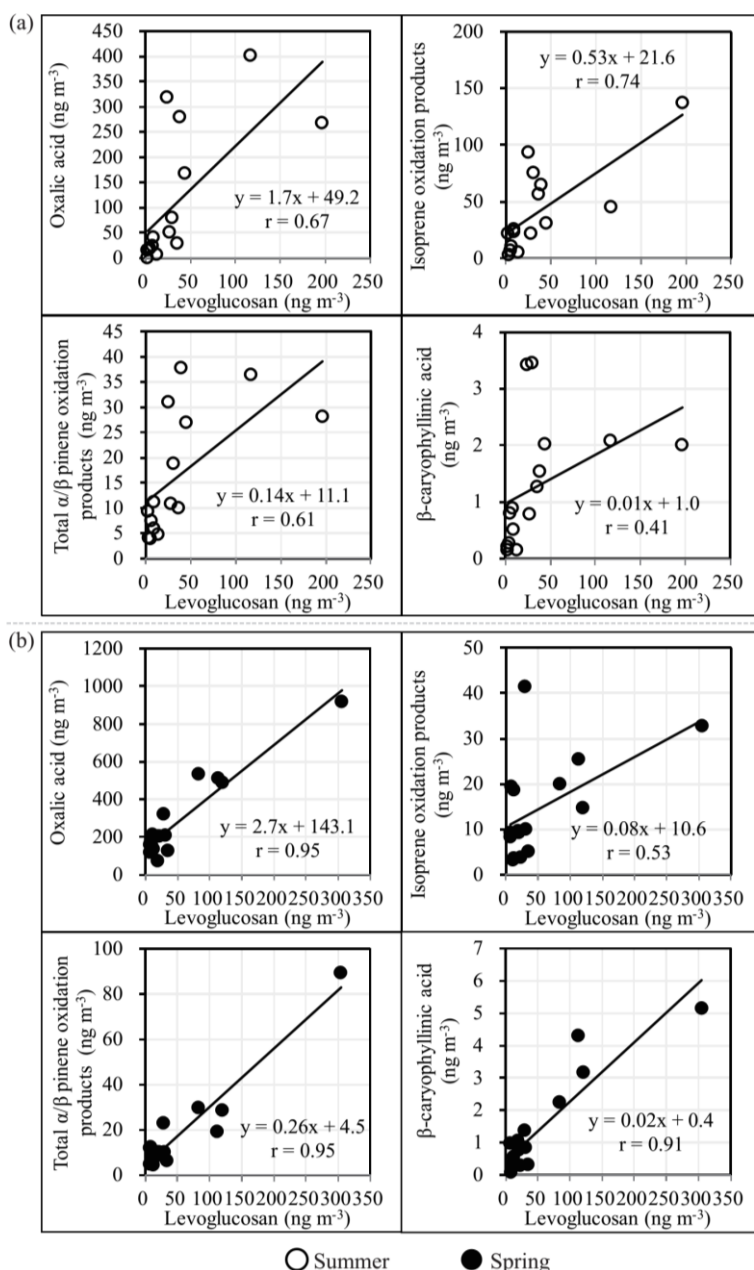 (a)
Oxalic acid (ng m⁻³)
450
400
350
300
250
200
150
100
50
0
y = 1.7x + 49.2
r = 0.67
0 50 100 150 200 250
Levoglucosan (ng m⁻³)
Isoprene oxidation products
(ng m⁻³)
200
150
100
50
0
y = 0.53x + 21.6
r = 0.74
0 50 100 150 200 250
Levoglucosan (ng m⁻³)
Total α/β pinene oxidation
products (ng m⁻³)
45
40
35
30
25
20
15
10
5
0
y = 0.14x + 11.1
r = 0.61
0 50 100 150 200 250
Levoglucosan (ng m⁻³)
β-caryophyllinic acid
(ng m⁻³)
4
3
2
1
0
y = 0.01x + 1.0
r = 0.41
0 50 100 150 200 250
Levoglucosan (ng m⁻³)
(b)
Oxalic acid (ng m⁻³)
1200
1000
800
600
400
200
0
y = 2.7x + 143.1
r = 0.95
0 50 100 150 200 250 300 350
Levoglucosan (ng m⁻³)
Isoprene oxidation products
(ng m⁻³)
50
40
30
20
10
0
y = 0.08x + 10.6
r = 0.53
0 50 100 150 200 250 300 350
Levoglucosan (ng m⁻³)
Total α/β pinene oxidation
products (ng m⁻³)
100
80
60
40
20
0
y = 0.26x + 4.5
r = 0.95
0 50 100 150 200 250 300 350
Levoglucosan (ng m⁻³)
β-caryophyllinic acid
(ng m⁻³)
7
6
5
4
3
2
1
0
y = 0.02x + 0.4
r = 0.91
0 50 100 150 200 250 300 350
Levoglucosan (ng m⁻³)
Summer
Spring